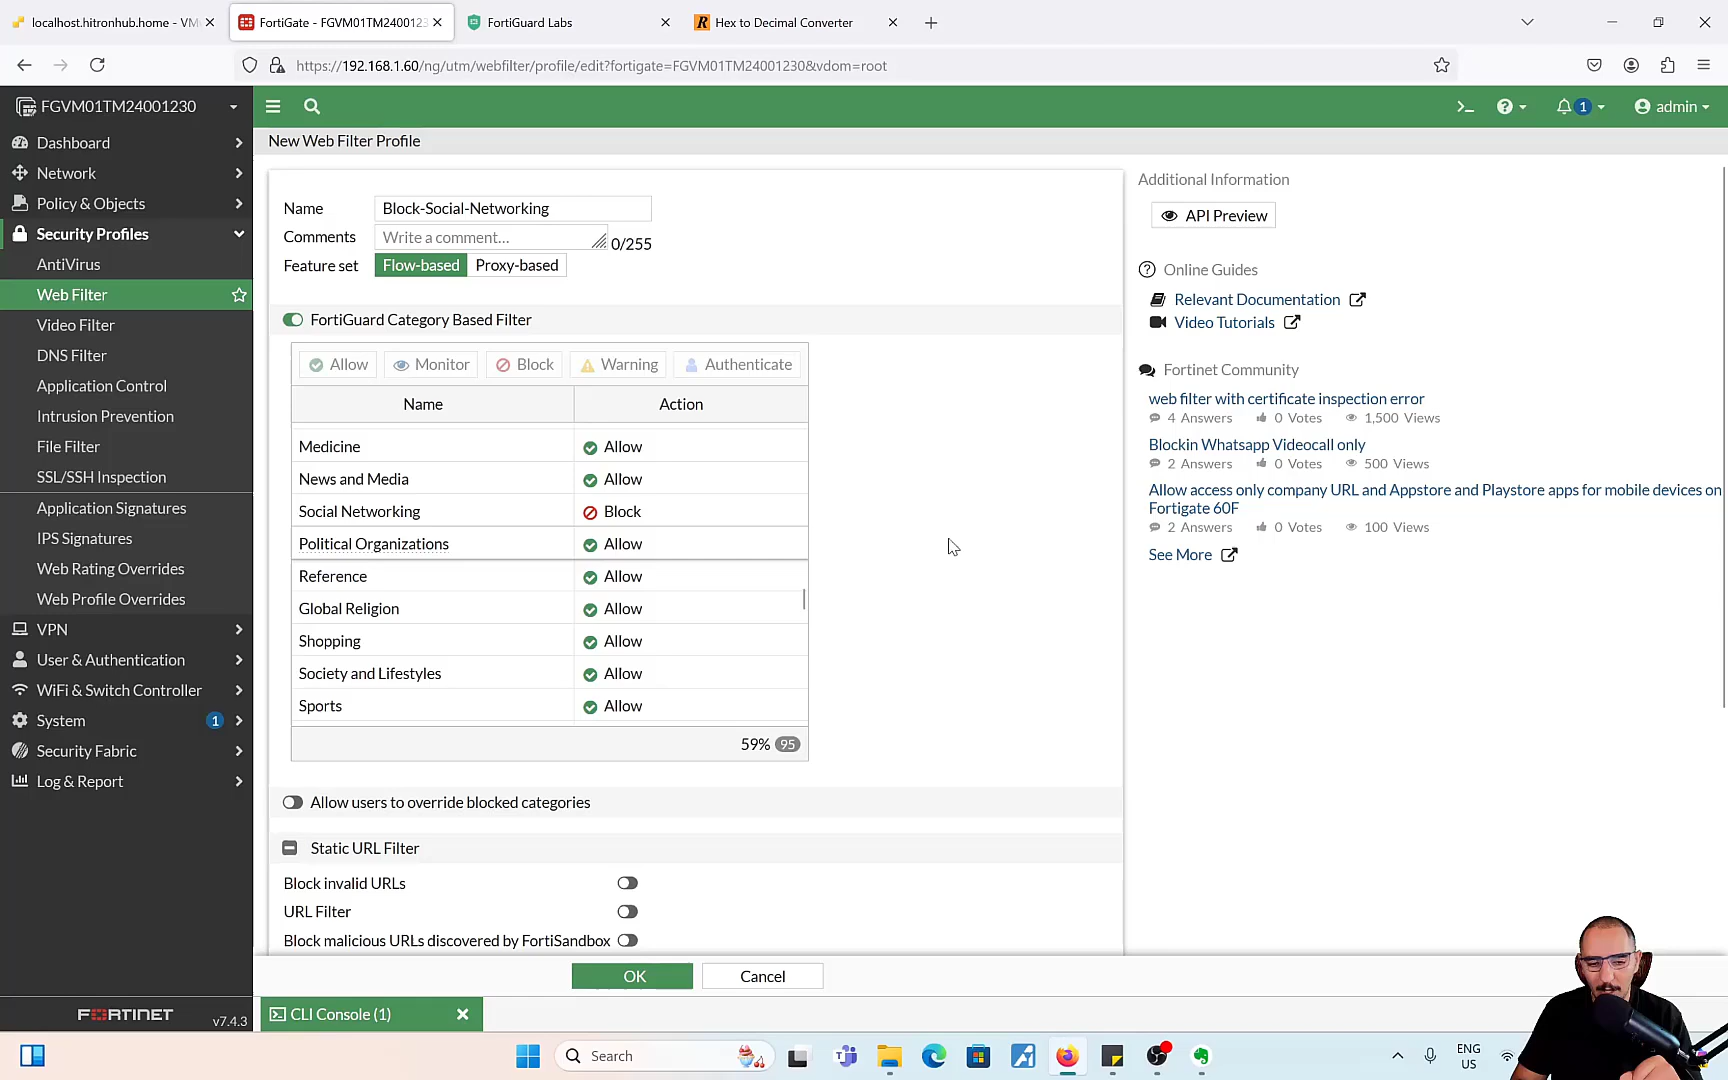 localhost.hitronhub.home - VM
FortiGate - FGVM01TM2400123
FortiGuard Labs
Hex to Decimal Converter
https://192.168.1.60/ng/utm/webfilter/profile/edit?fortigate=FGVM01TM24001230&vdom=root
FGVM01TM24001230
1
admin
Dashboard
Network
Policy & Objects
Security Profiles
AntiVirus
Web Filter
Video Filter
DNS Filter
Application Control
Intrusion Prevention
File Filter
SSL/SSH Inspection
Application Signatures
IPS Signatures
Web Rating Overrides
Web Profile Overrides
VPN
User & Authentication
WiFi & Switch Controller
System 1
Security Fabric
Log & Report
FORTINET v7.4.3
New Web Filter Profile
Name Block-Social-Networking
Comments Write a comment... 0/255
Feature set Flow-based Proxy-based
FortiGuard Category Based Filter
Allow Monitor Block Warning Authenticate
Name Action
Medicine Allow
News and Media Allow
Social Networking Block
Political Organizations Allow
Reference Allow
Global Religion Allow
Shopping Allow
Society and Lifestyles Allow
Sports Allow
59% 95
Allow users to override blocked categories
Static URL Filter
Block invalid URLs
URL Filter
Block malicious URLs discovered by FortiSandbox
OK Cancel
CLI Console (1)
Additional Information
API Preview
Online Guides
Relevant Documentation
Video Tutorials
Fortinet Community
web filter with certificate inspection error
4 Answers 0 Votes 1,500 Views
Blockin Whatsapp Videocall only
2 Answers 0 Votes 500 Views
Allow access only company URL and Appstore and Playstore apps for mobile devices on
Fortigate 60F
2 Answers 0 Votes 100 Views
See More
Search
ENG
US